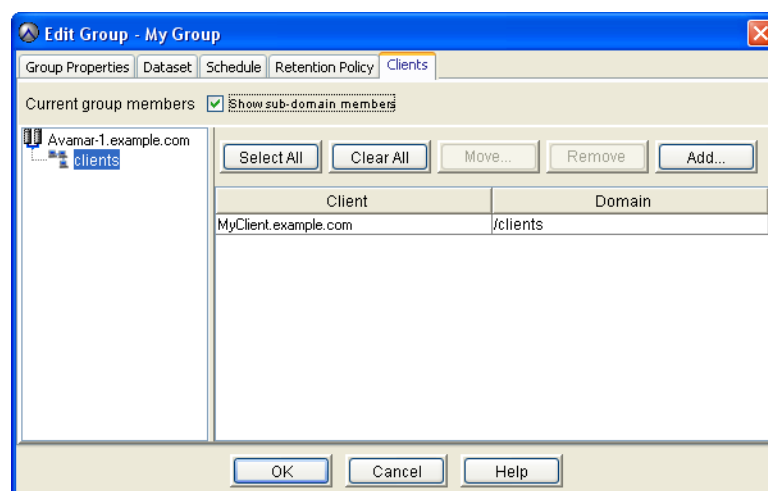 Edit Group - My Group
Group Properties Dataset Schedule Retention Policy Clients
Current group members Show sub-domain members
Avamar-1.example.com
clients
Select All Clear All Move... Remove Add...
Client Domain
MyClient.example.com /clients
OK Cancel Help